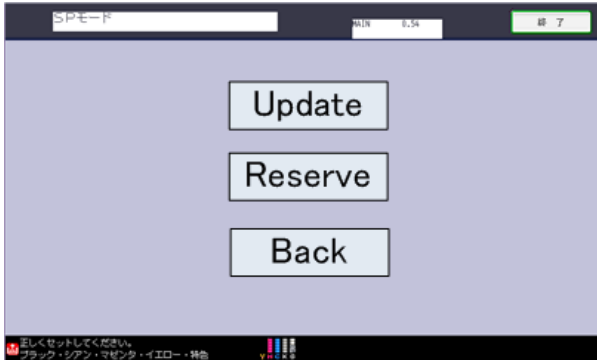 SPモード
MAIN 0.54
終 了
Update
Reserve
Back
正しくセットしてください。
ブラック・シアン・マゼンタ・イエロー・特色
Y M C K S